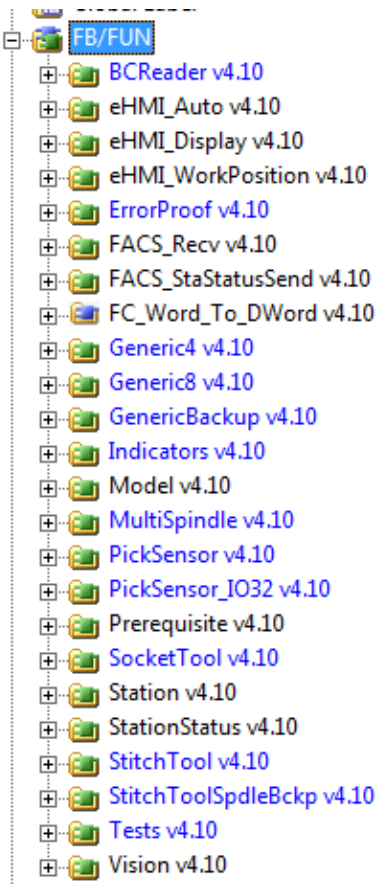 FB/FUN
BCReader v4.10
eHMI_Auto v4.10
eHMI_Display v4.10
eHMI_WorkPosition v4.10
ErrorProof v4.10
FACS_Recv v4.10
FACS_StaStatusSend v4.10
FC_Word_To_DWord v4.10
Generic4 v4.10
Generic8 v4.10
GenericBackup v4.10
Indicators v4.10
Model v4.10
MultiSpindle v4.10
PickSensor v4.10
PickSensor_IO32 v4.10
Prerequisite v4.10
SocketTool v4.10
Station v4.10
StationStatus v4.10
StitchTool v4.10
StitchToolSpdleBckp v4.10
Tests v4.10
Vision v4.10